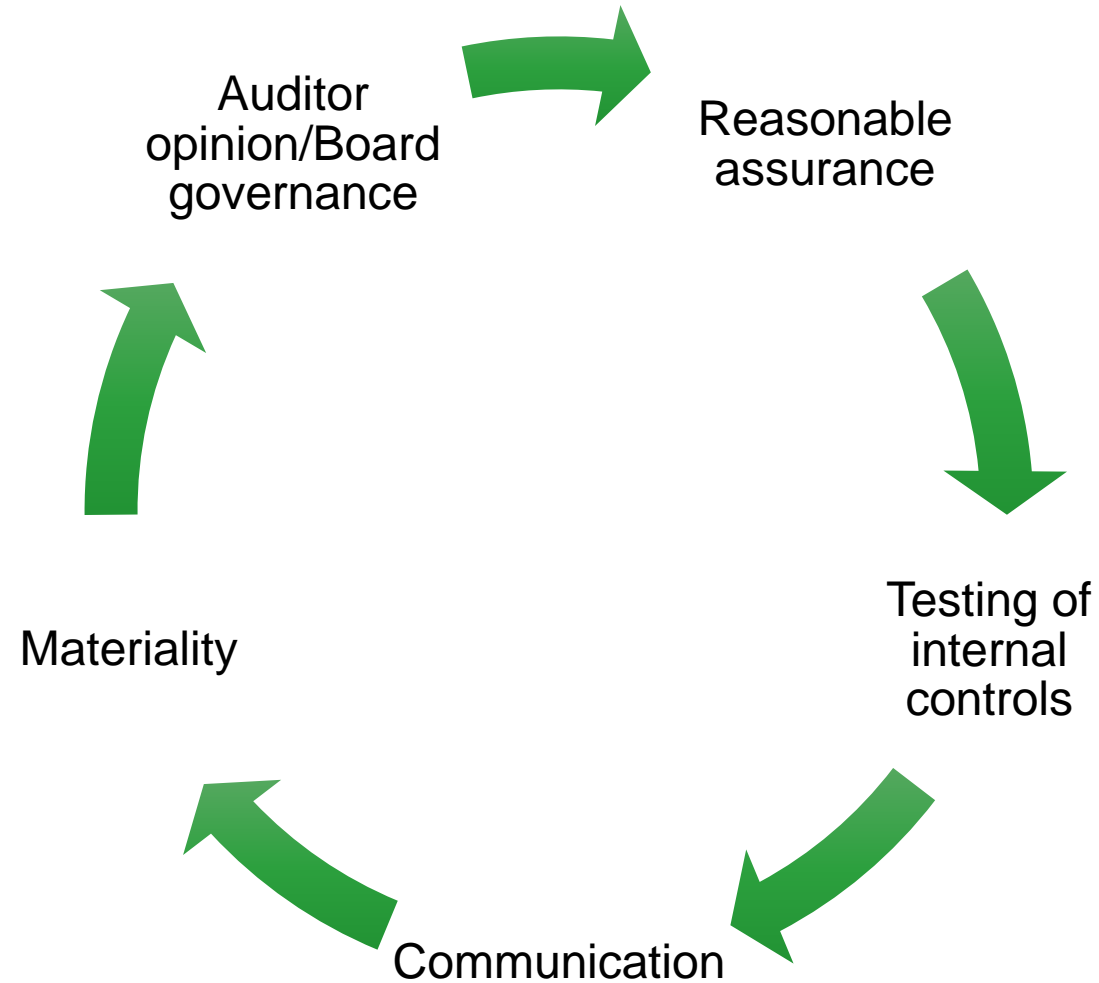 Auditor
opinion/Board
governance
Reasonable
assurance
Testing of
internal
controls
Communication
Materiality